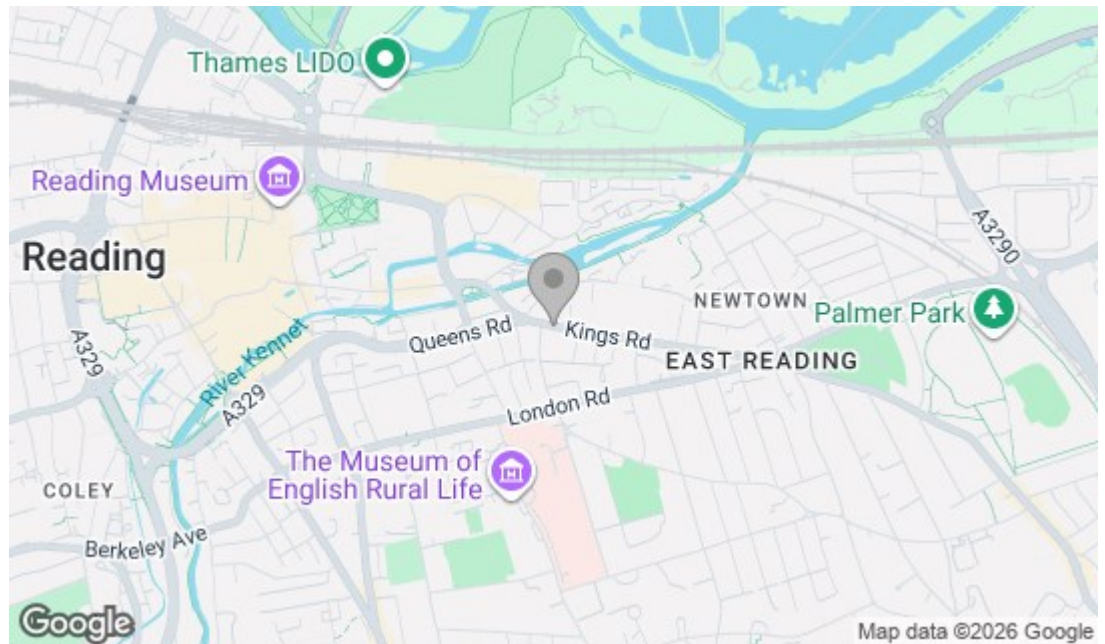 Thames LIDO
Reading Museum
Reading
A329
River Kennet
A329
Queens Rd
Kings Rd
NEWTOWN
A3290
Palmer Park
EAST READING
London Rd
The Museum of
English Rural Life
COLEY
Berkeley Ave
Google
Map data ©2026 Google